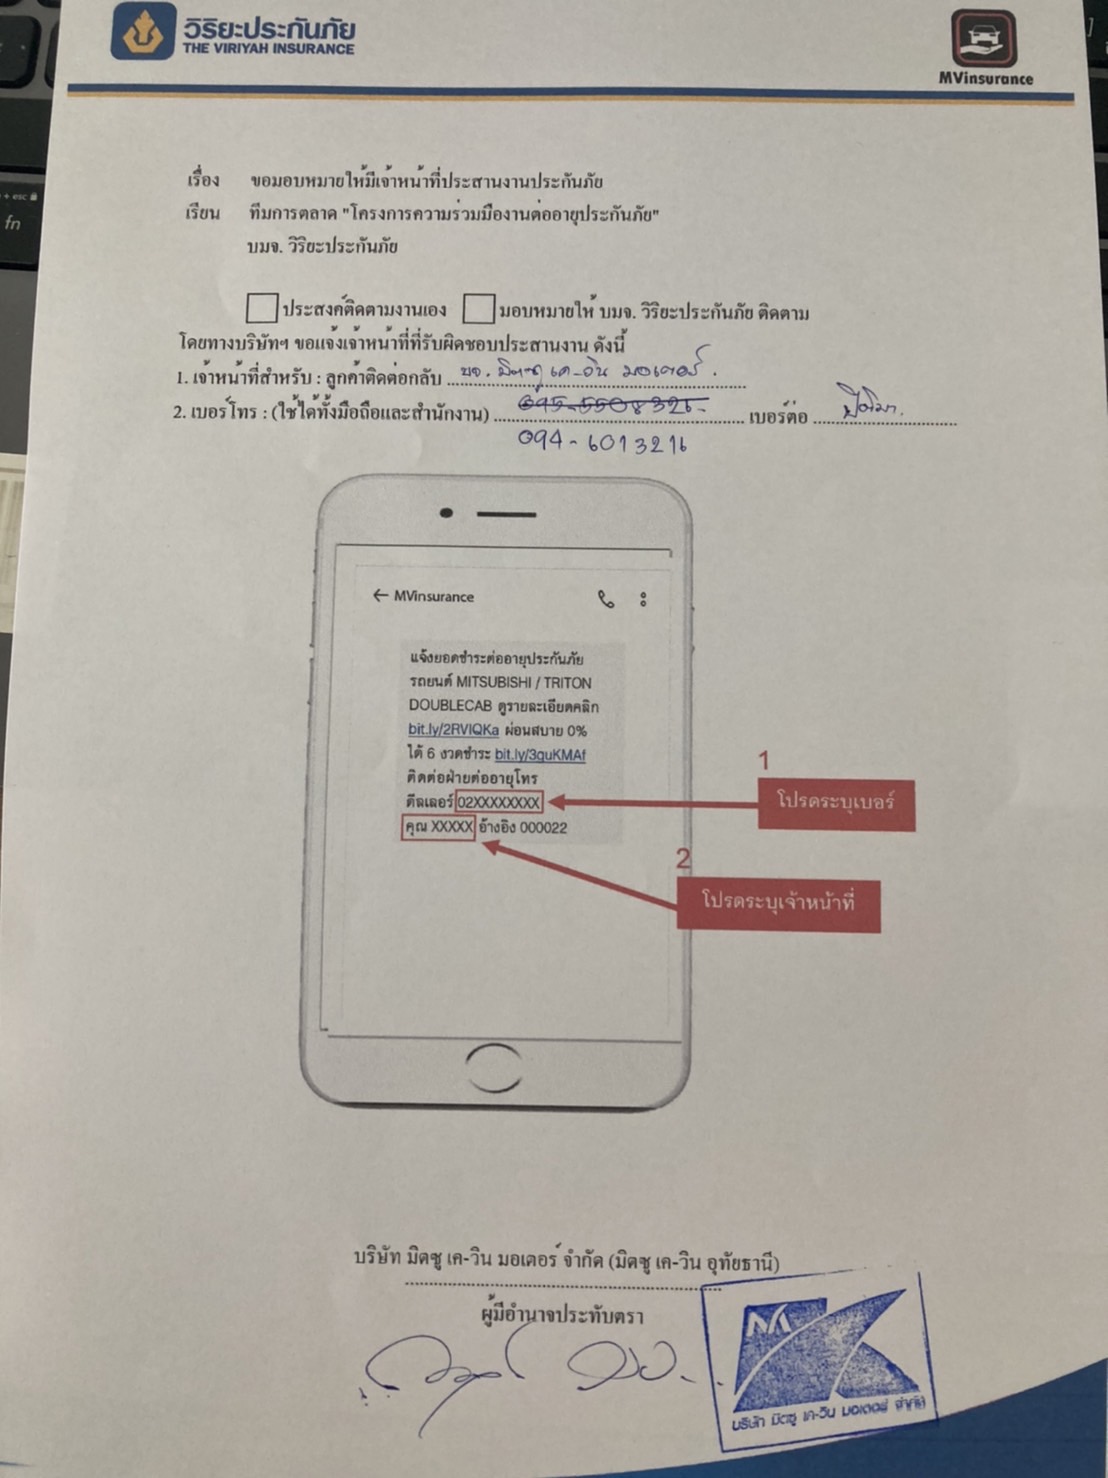 วิริยะประกันภัย
THE VIRIYAH INSURANCE
MVinsurance
+ esc
fn
เรื่อง ขอมอบหมายให้มีเจ้าหน้าที่ประสานงานประกันภัย
เรียน ทีมการตลาด "โครงการความร่วมมืองานต่ออายุประกันภัย"
บมจ. วิริยะประกันภัย
ประสงค์ติดตามงานเอง มอบหมายให้ บมจ. วิริยะประกันภัย ติดตาม
โดยทางบริษัทฯ ขอแจ้งเจ้าหน้าที่ที่รับผิดชอบประสานงาน ดังนี้
1. เจ้าหน้าที่สำหรับ : ลูกค้าติดต่อกลับ บจ. มิตซู เค-วิน มอเตอร์.
2. เบอร์โทร : (ใช้ได้ทั้งมือถือและสำนักงาน) 095-5508326- เบอร์ต่อ
094-6013216
← MVinsurance
แจ้งยอดชำระต่ออายุประกันภัย
รถยนต์ MITSUBISHI / TRITON
DOUBLECAB ดูรายละเอียดคลิก
bit.ly/2RVIQKa ผ่อนสบาย 0%
ได้ 6 งวดชำระ bit.ly/3guKMAf
ติดต่อฝ่ายต่ออายุโทร
ดีลเลอร์ 02XXXXXXXX
คุณ XXXXX อ้างอิง 000022
1
โปรดระบุเบอร์
2
โปรดระบุเจ้าหน้าที่
บริษัท มิตซู เค-วิน มอเตอร์ จำกัด (มิตซู เค-วิน อุทัยธานี)
ผู้มีอำนาจประทับตรา
บริษัท มิตซู เค-วิน มอเตอร์ จำกัด